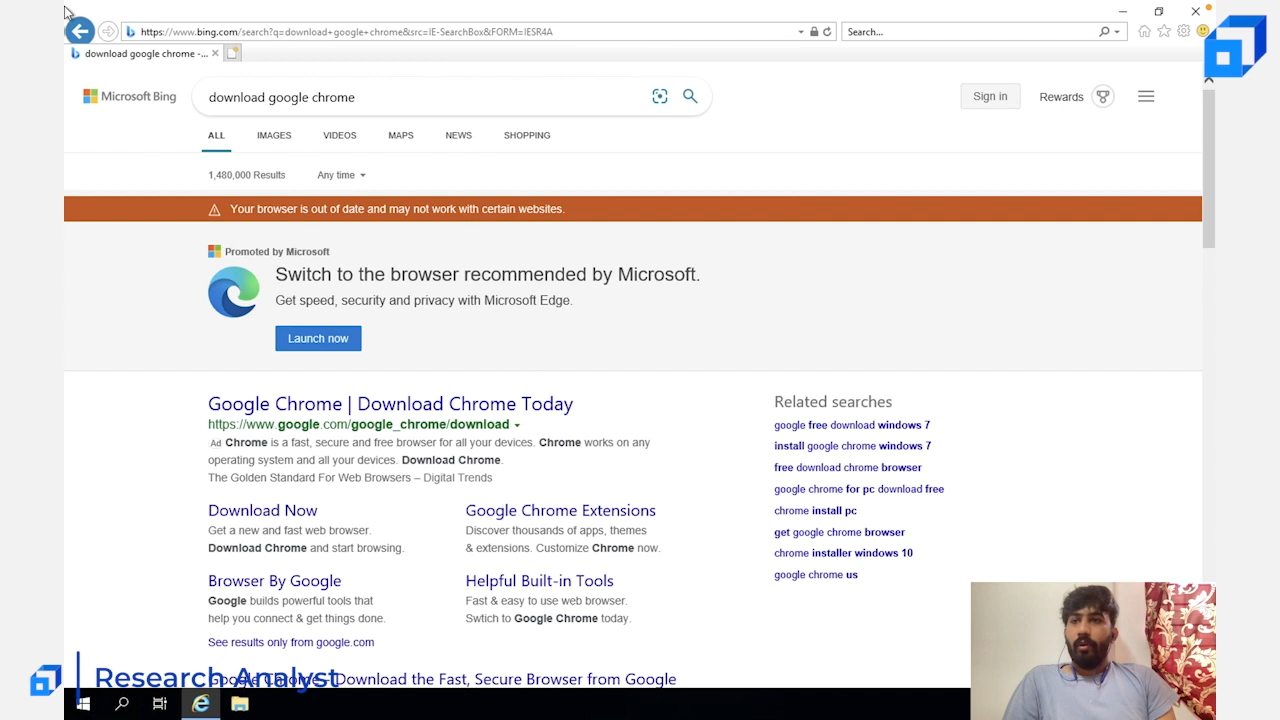 https://www.bing.com/search?q=download+google+chrome&src=IE-SearchBox&FORM=IESR4A
Search...
download google chrome -...
Microsoft Bing
download google chrome
Sign in
Rewards
ALL
IMAGES
VIDEOS
MAPS
NEWS
SHOPPING
1,480,000 Results
Any time
Your browser is out of date and may not work with certain websites.
Promoted by Microsoft
Switch to the browser recommended by Microsoft.
Get speed, security and privacy with Microsoft Edge.
Launch now
Google Chrome | Download Chrome Today
https://www.google.com/google_chrome/download
Ad Chrome is a fast, secure and free browser for all your devices. Chrome works on any
operating system and all your devices. Download Chrome.
The Golden Standard For Web Browsers – Digital Trends
Download Now
Get a new and fast web browser.
Download Chrome and start browsing.
Google Chrome Extensions
Discover thousands of apps, themes
& extensions. Customize Chrome now.
Browser By Google
Google builds powerful tools that
help you connect & get things done.
Helpful Built-in Tools
Fast & easy to use web browser.
Swtich to Google Chrome today.
See results only from google.com
Google Chrome - Download the Fast, Secure Browser from Google
Related searches
google free download windows 7
install google chrome windows 7
free download chrome browser
google chrome for pc download free
chrome install pc
get google chrome browser
chrome installer windows 10
google chrome us
Research Analyst